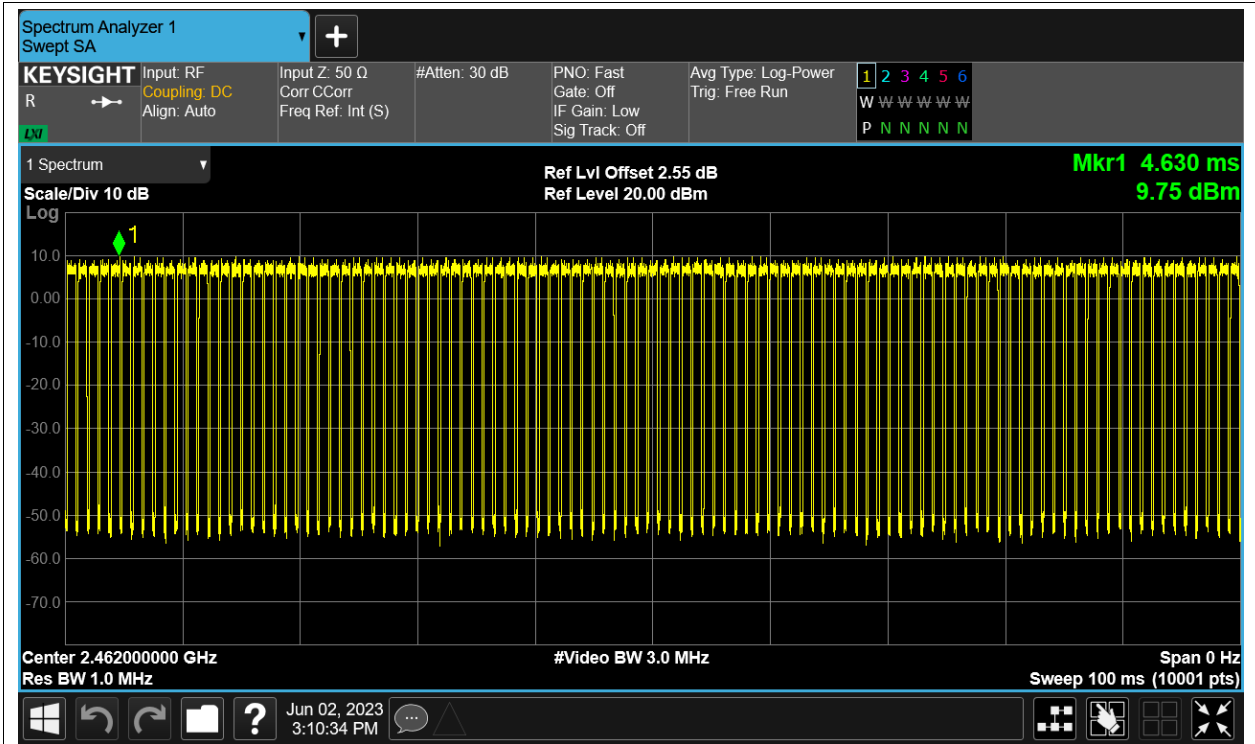 Spectrum Analyzer 1
Swept SA
KEYSIGHT
R
LXI
Input: RF
Coupling: DC
Align: Auto
Input Z: 50 Ω
Corr CCorr
Freq Ref: Int (S)
#Atten: 30 dB
PNO: Fast
Gate: Off
IF Gain: Low
Sig Track: Off
Avg Type: Log-Power
Trig: Free Run
1 2 3 4 5 6
W W W W W W
P N N N N N
1 Spectrum
Scale/Div 10 dB
Log
Ref Lvl Offset 2.55 dB
Ref Level 20.00 dBm
Mkr1 4.630 ms
9.75 dBm
1
10.0
0.00
-10.0
-20.0
-30.0
-40.0
-50.0
-60.0
-70.0
Center 2.462000000 GHz
Res BW 1.0 MHz
#Video BW 3.0 MHz
Span 0 Hz
Sweep 100 ms (10001 pts)
?
Jun 02, 2023
3:10:34 PM